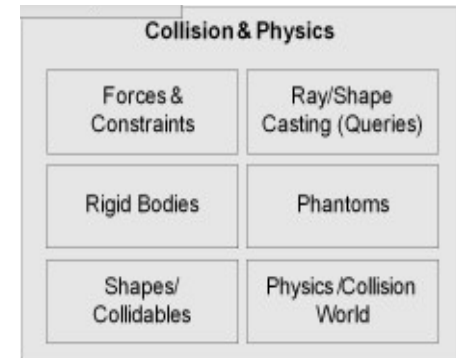 Collision & Physics
Forces &
Constraints
Ray/Shape
Casting (Queries)
Rigid Bodies
Phantoms
Shapes/
Collidables
Physics/Collision
World